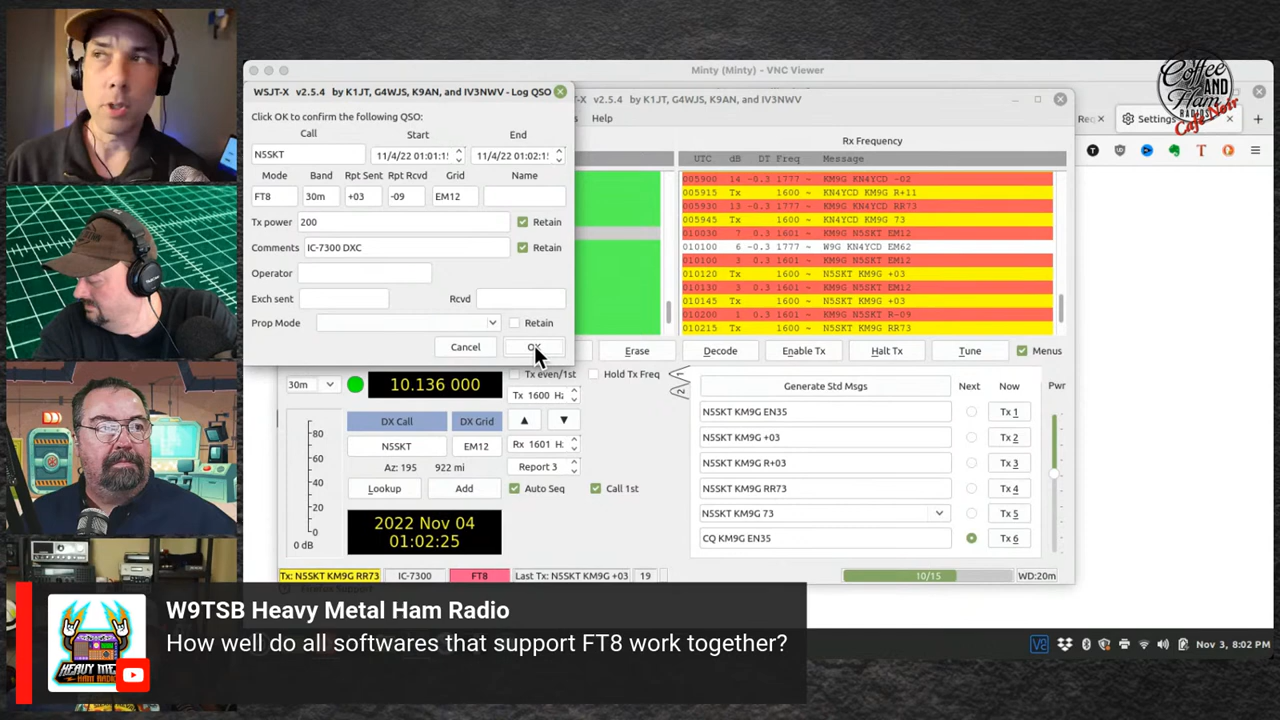 Minty (Minty) - VNC Viewer
Coffee
AND
Ham
RADIOS
Café Noir
WSJT-X v2.5.4 by K1JT, G4WJS, K9AN, and IV3NWV - Log QSO
Click OK to confirm the following QSO:
Call Start End
N5SKT 11/4/22 01:01:1! 11/4/22 01:02:1!
Mode Band Rpt Sent Rpt Rcvd Grid Name
FT8 30m +03 -09 EM12
Tx power 200 Retain
Comments IC-7300 DXC Retain
Operator
Exch sent Rcvd
Prop Mode Retain
Cancel OK
-X v2.5.4 by K1JT, G4WJS, K9AN, and IV3NWV
Help
Settings
Rx Frequency
UTC dB DT Freq Message
005900 14 -0.3 1777 ~ KM9G KN4YCD -02
005915 Tx 1600 ~ KN4YCD KM9G R+11
005930 13 -0.3 1777 ~ KM9G KN4YCD RR73
005945 Tx 1600 ~ KN4YCD KM9G 73
010030 7 1601 ~ KM9G N5SKT EM12
010100 6 -0.3 1777 ~ W9G KN4YCD EM62
010100 3 1601 ~ KM9G N5SKT EM12
010120 Tx 1600 ~ N5SKT KM9G +03
010130 3 1601 ~ KM9G N5SKT EM12
010145 Tx 1600 ~ N5SKT KM9G +03
010200 1 1601 ~ KM9G N5SKT R-09
010215 Tx 1600 ~ N5SKT KM9G RR73
Erase Decode Enable Tx Halt Tx Tune Menus
30m 10.136 000
Tx even/1st Hold Tx Freq
Tx 1600 Hz
DX Call DX Grid
N5SKT EM12
Rx 1601 H:
Az: 195 922 mi
Report 3
Lookup Add
Auto Seq Call 1st
2022 Nov 04
01:02:25
80
60
40
20
0 dB
Generate Std Msgs Next Now Pwr
N5SKT KM9G EN35 Tx 1
N5SKT KM9G +03 Tx 2
N5SKT KM9G R+03 Tx 3
N5SKT KM9G RR73 Tx 4
N5SKT KM9G 73 Tx 5
CQ KM9G EN35 Tx 6
Tx: N5SKT KM9G RR73 IC-7300 FT8 Last Tx: N5SKT KM9G +03 19 10/15 WD:20m
HEAVY METAL
HAM RADIO
W9TSB Heavy Metal Ham Radio
How well do all softwares that support FT8 work together?
Nov 3, 8:02 PM